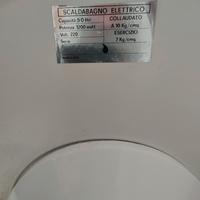 SCALDABAGNO ELETTRICO
Capacità 50 litri
COLLAUDATO
Potenza 1200 watt
A 10 Kg/cmq
Volt. 220
ESERCIZIO
Serie
7 Kg./cmq